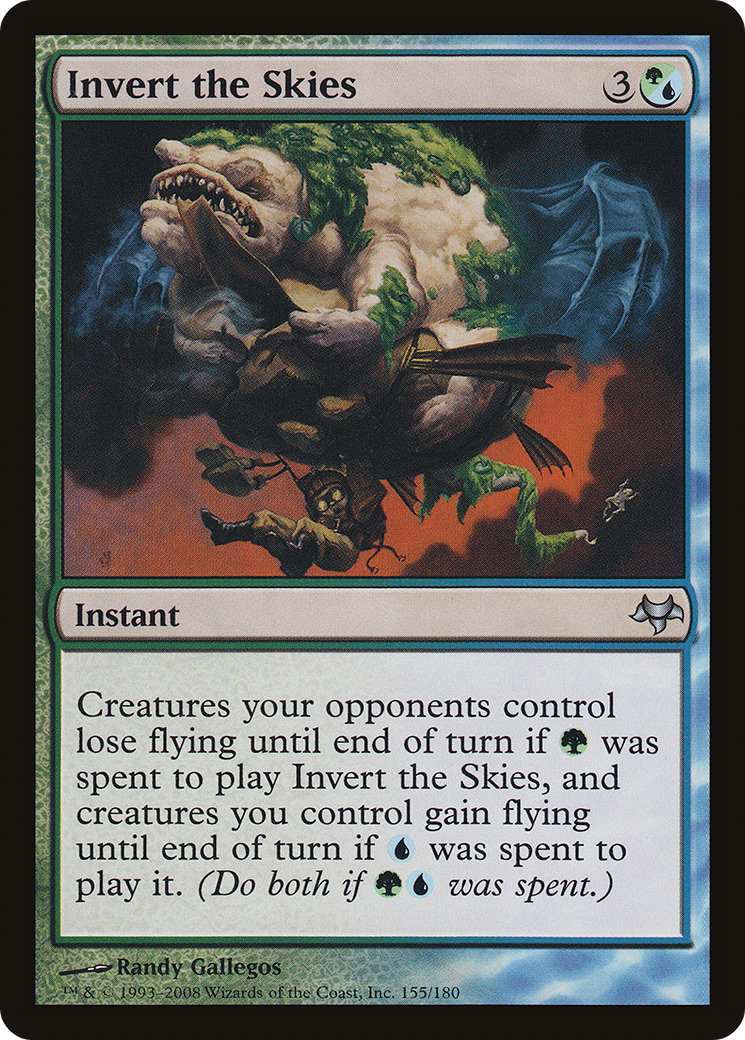 Invert the Skies 3
Instant
Creatures your opponents control
lose flying until end of turn if was
spent to play Invert the Skies, and
creatures you control gain flying
until end of turn if was spent to
play it. (Do both if was spent.)
Randy Gallegos
™ & © 1993–2008 Wizards of the Coast, Inc. 155/180